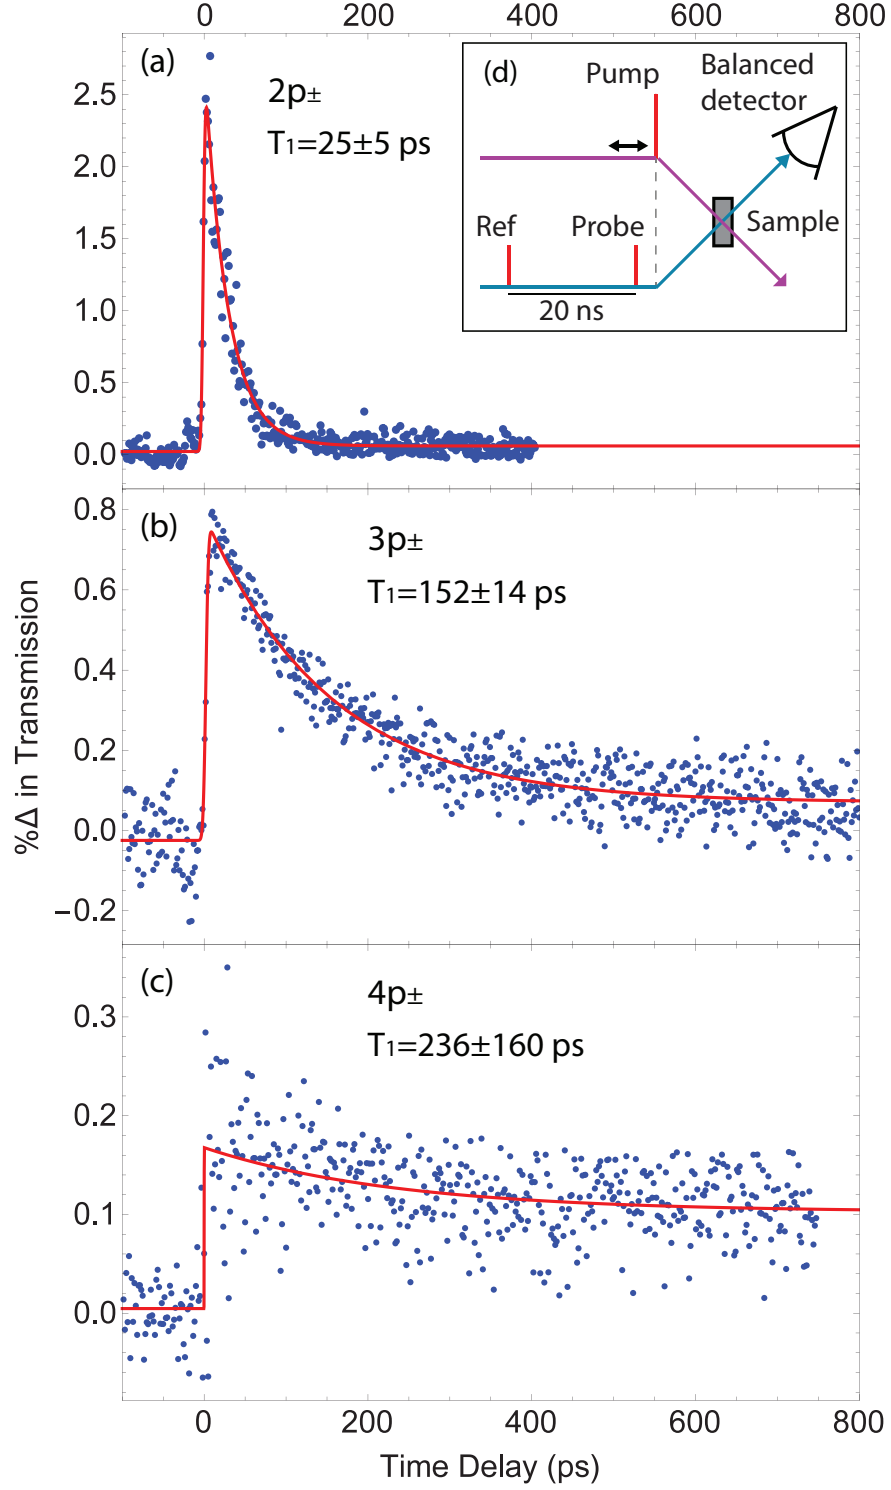 0 200 400 600 800
(a)
2p±
T1=25±5 ps
(d)
Pump
Balanced
detector
Ref
Probe
Sample
20 ns
2.5
2.0
1.5
1.0
0.5
0.0
(b)
3p±
T1=152±14 ps
0.8
0.6
0.4
0.2
0.0
−0.2
%Δ in Transmission
(c)
4p±
T1=236±160 ps
0.3
0.2
0.1
0.0
0 200 400 600 800
Time Delay (ps)